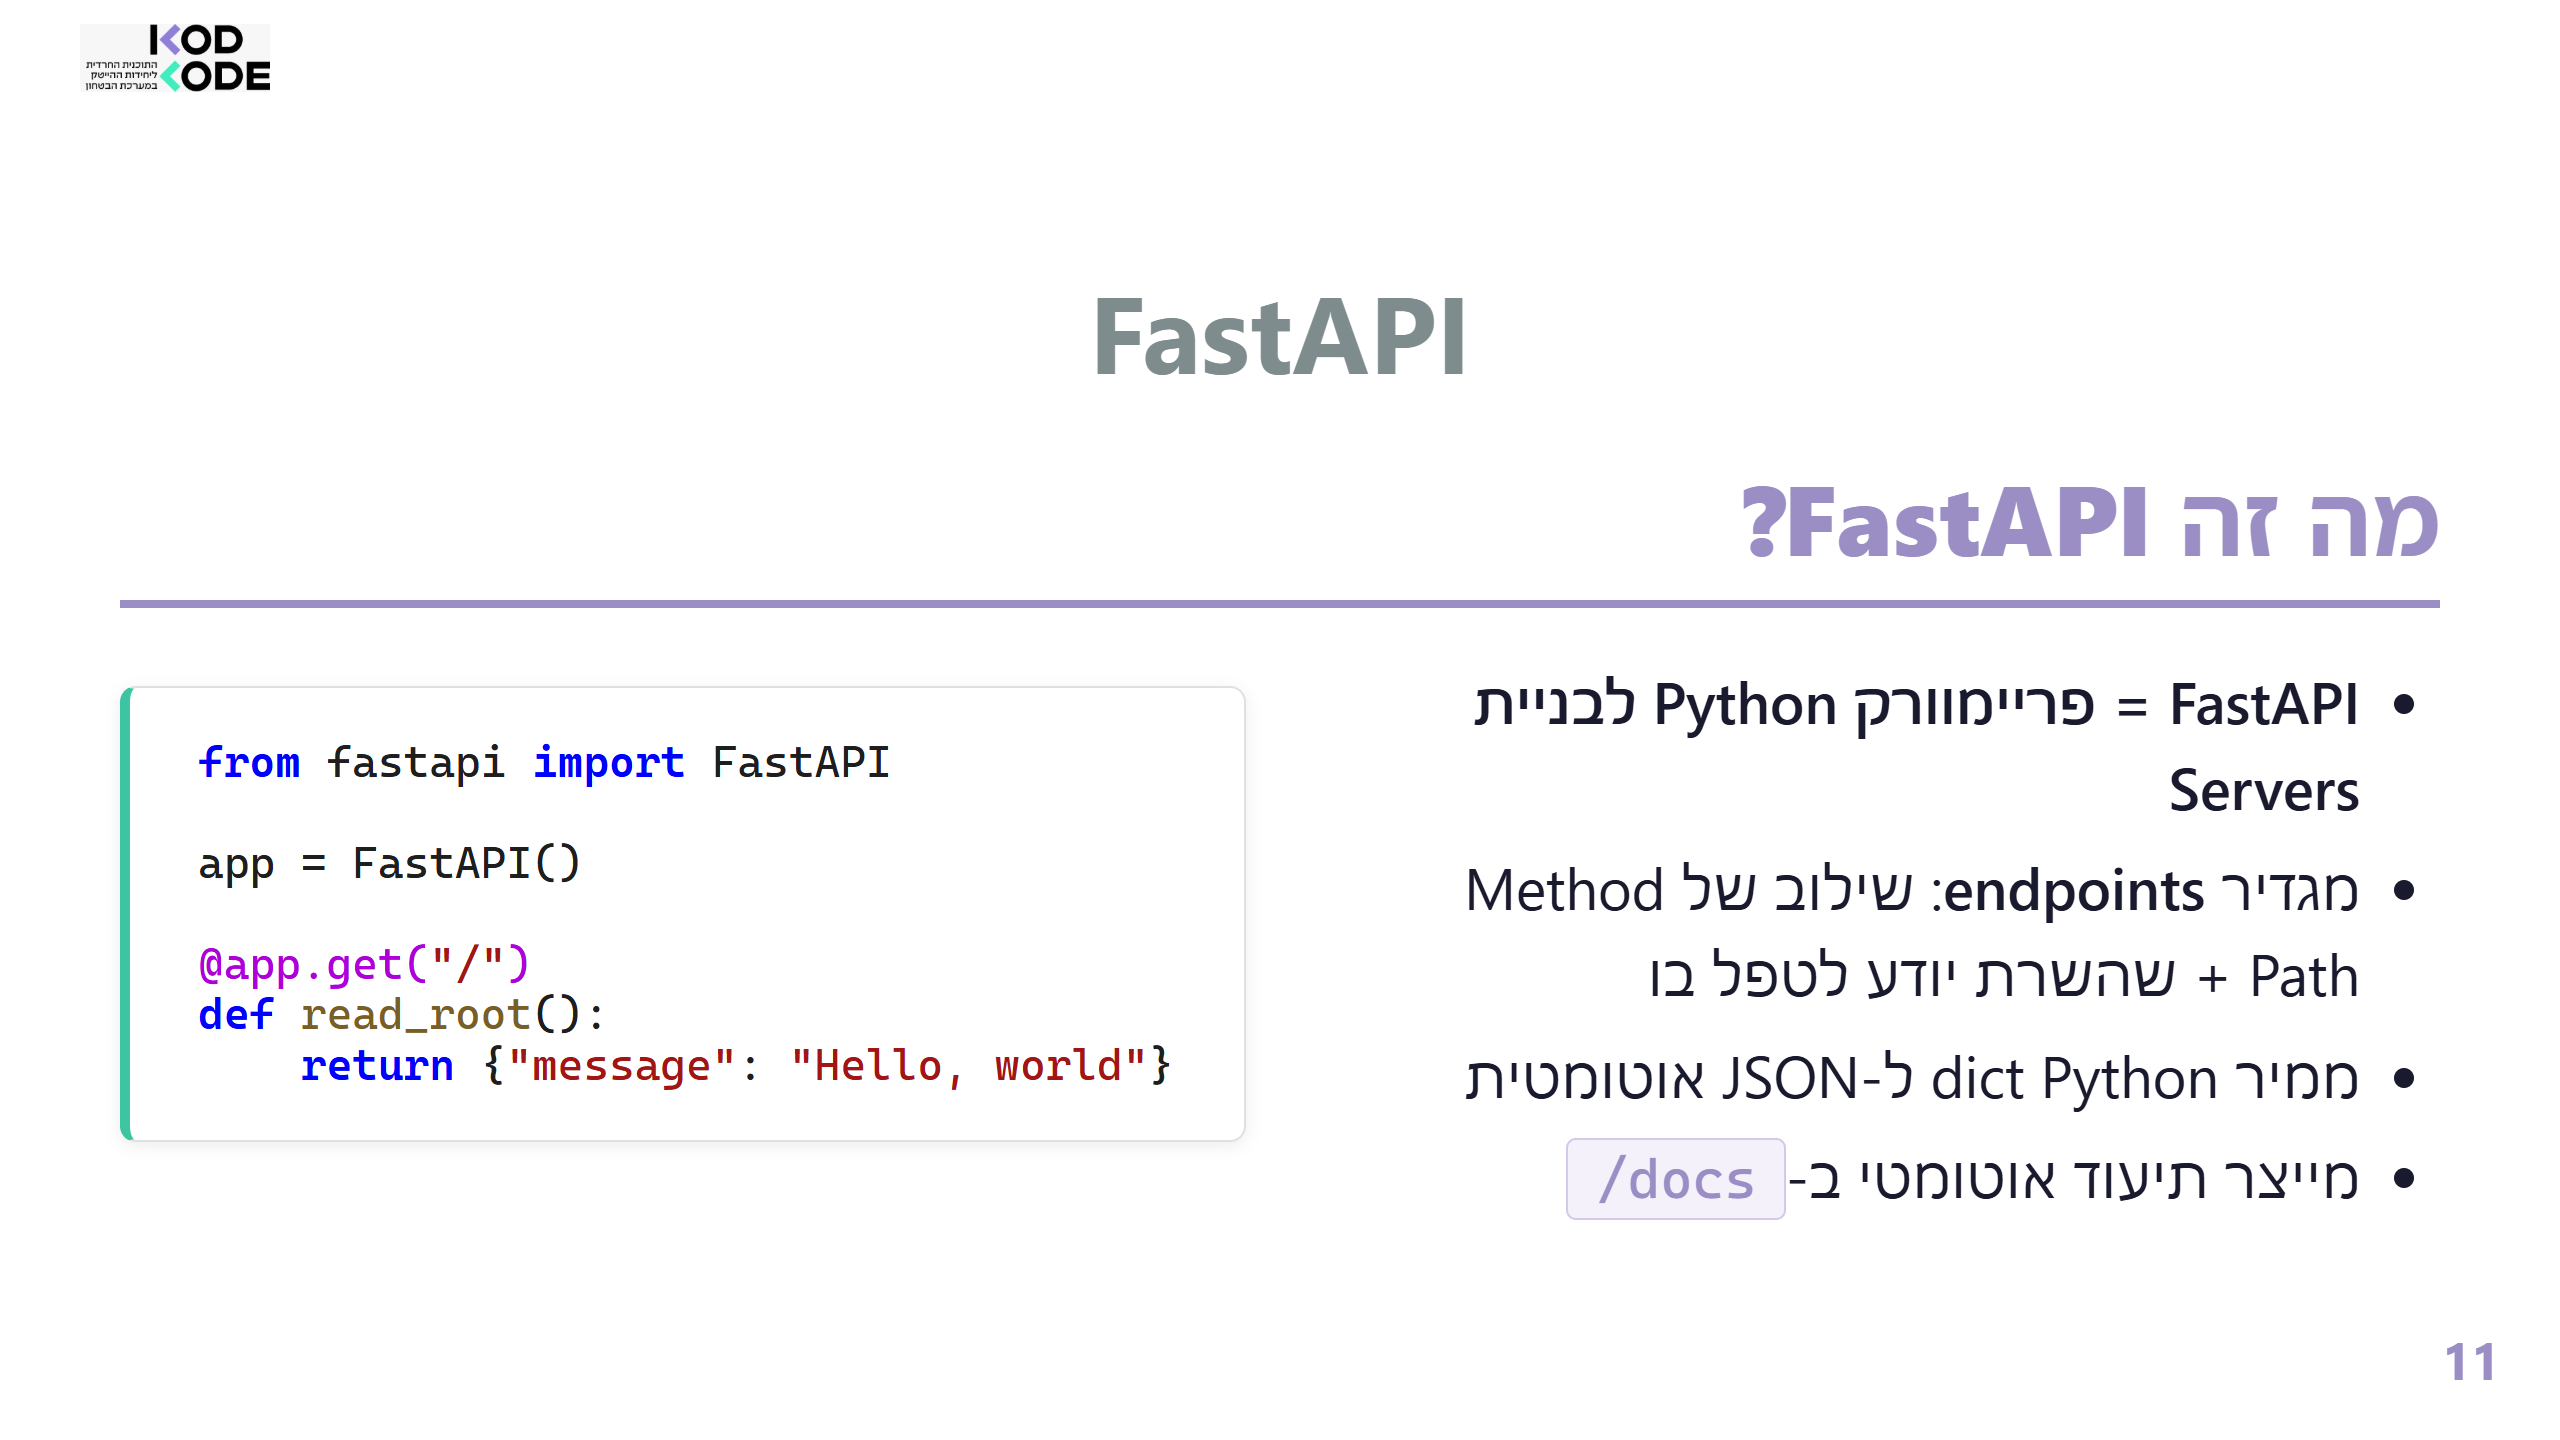 KOD
KODE
התוכנית החרדית
ליחידות ההייטק
במערכת הבטחון
FastAPI
מה זה FastAPI?
FastAPI = פריימוורק Python לבניית
Servers
מגדיר endpoints: שילוב של Method
+ Path שהשרת יודע לטפל בו
ממיר dict Python ל-JSON אוטומטית
מייצר תיעוד אוטומטי ב- /docs
from fastapi import FastAPI
app = FastAPI()
@app.get("/")
def read_root():
    return {"message": "Hello, world"}
11